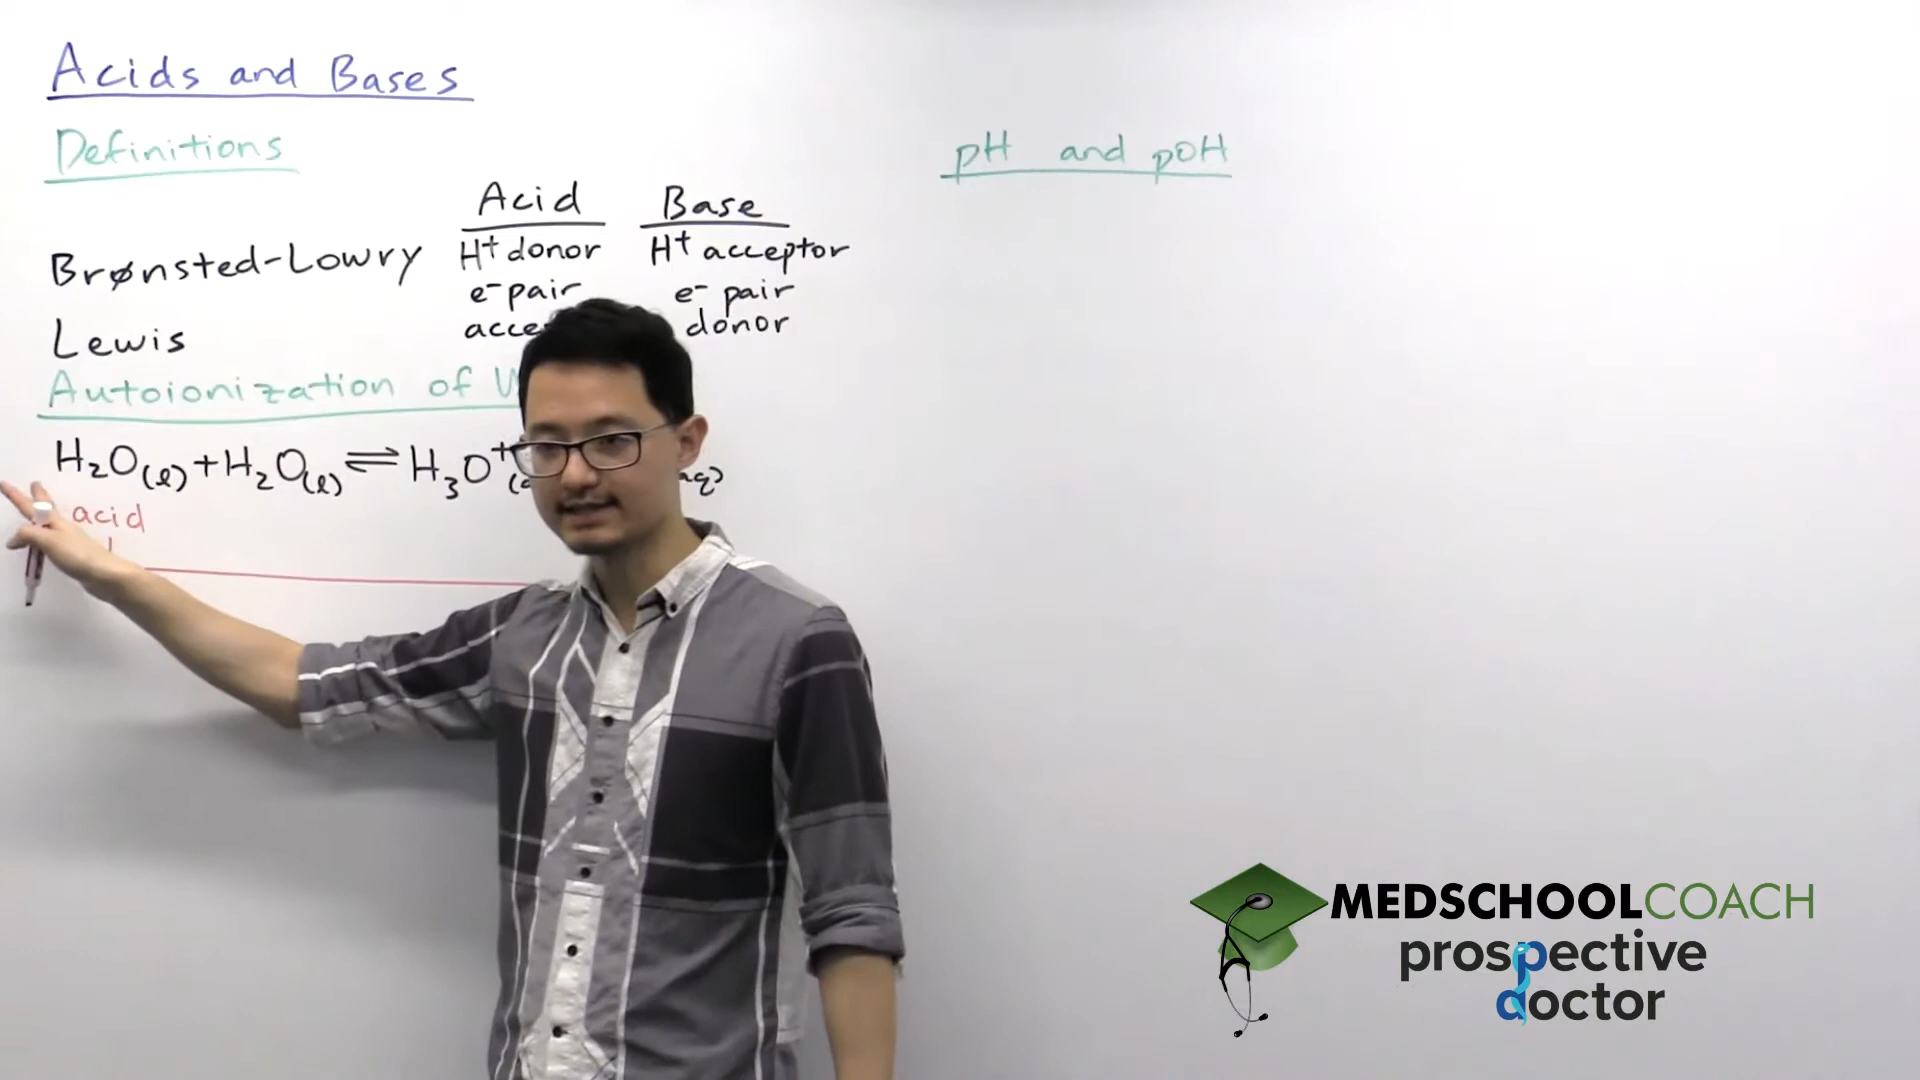 Acids and Bases
Definitions
Acid Base
Brønsted-Lowry H⁺ donor H⁺ acceptor
e⁻ pair e⁻ pair
donor
Lewis
Autoionization of
H₂O(l) + H₂O(l) ⇌ H₃O⁺
acid
pH and pOH
MEDSCHOOLCOACH
prospective
doctor